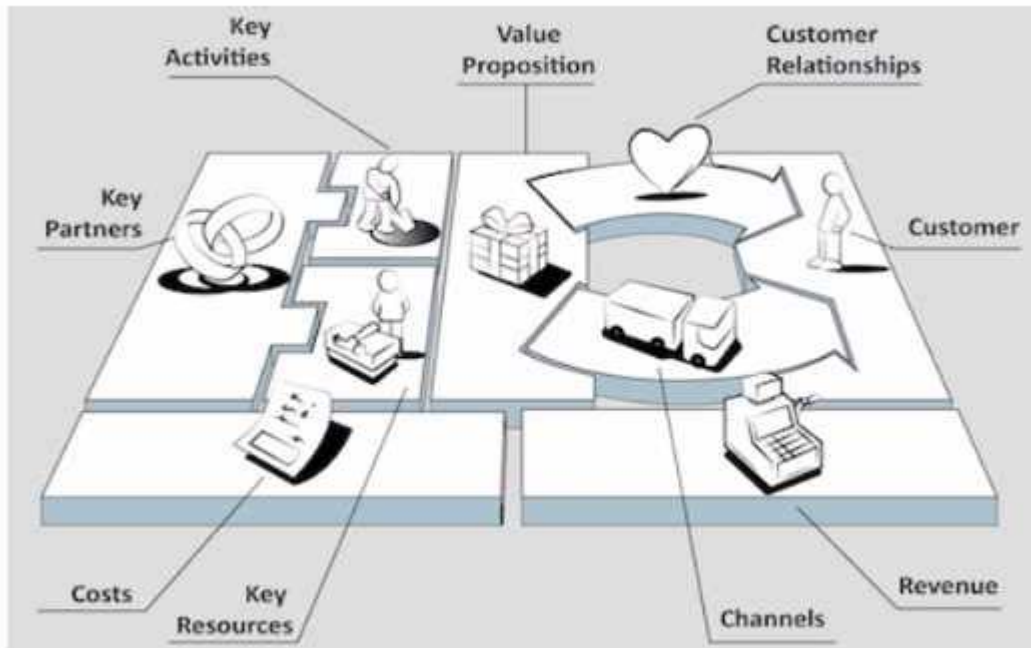 Key
Activities
Value
Proposition
Customer
Relationships
Key
Partners
Customer
Costs
Key
Resources
Channels
Revenue